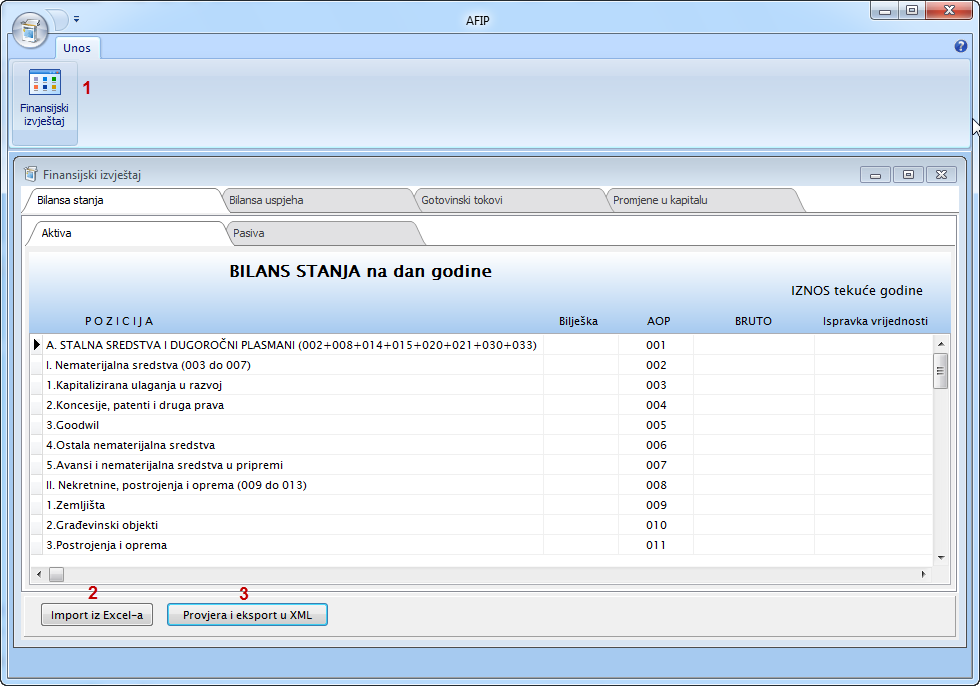 AFIP
Unos
Finansijski
izvještaj
1
Finansijski izvještaj
Bilansa stanja
Bilansa uspjeha
Gotovinski tokovi
Promjene u kapitalu
Aktiva
Pasiva
BILANS STANJA na dan godine
IZNOS tekuće godine
P O Z I C I J A
Bilješka
AOP
BRUTO
Ispravka vrijednosti
A. STALNA SREDSTVA I DUGOROČNI PLASMANI (002+008+014+015+020+021+030+033) 001
I. Nematerijalna sredstva (003 do 007) 002
1.Kapitalizirana ulaganja u razvoj 003
2.Koncesije, patenti i druga prava 004
3.Goodwil 005
4.Ostala nematerijalna sredstva 006
5.Avansi i nematerijalna sredstva u pripremi 007
II. Nekretnine, postrojenja i oprema (009 do 013) 008
1.Zemljišta 009
2.Građevinski objekti 010
3.Postrojenja i oprema 011
2
3
Import iz Excel-a
Provjera i eksport u XML